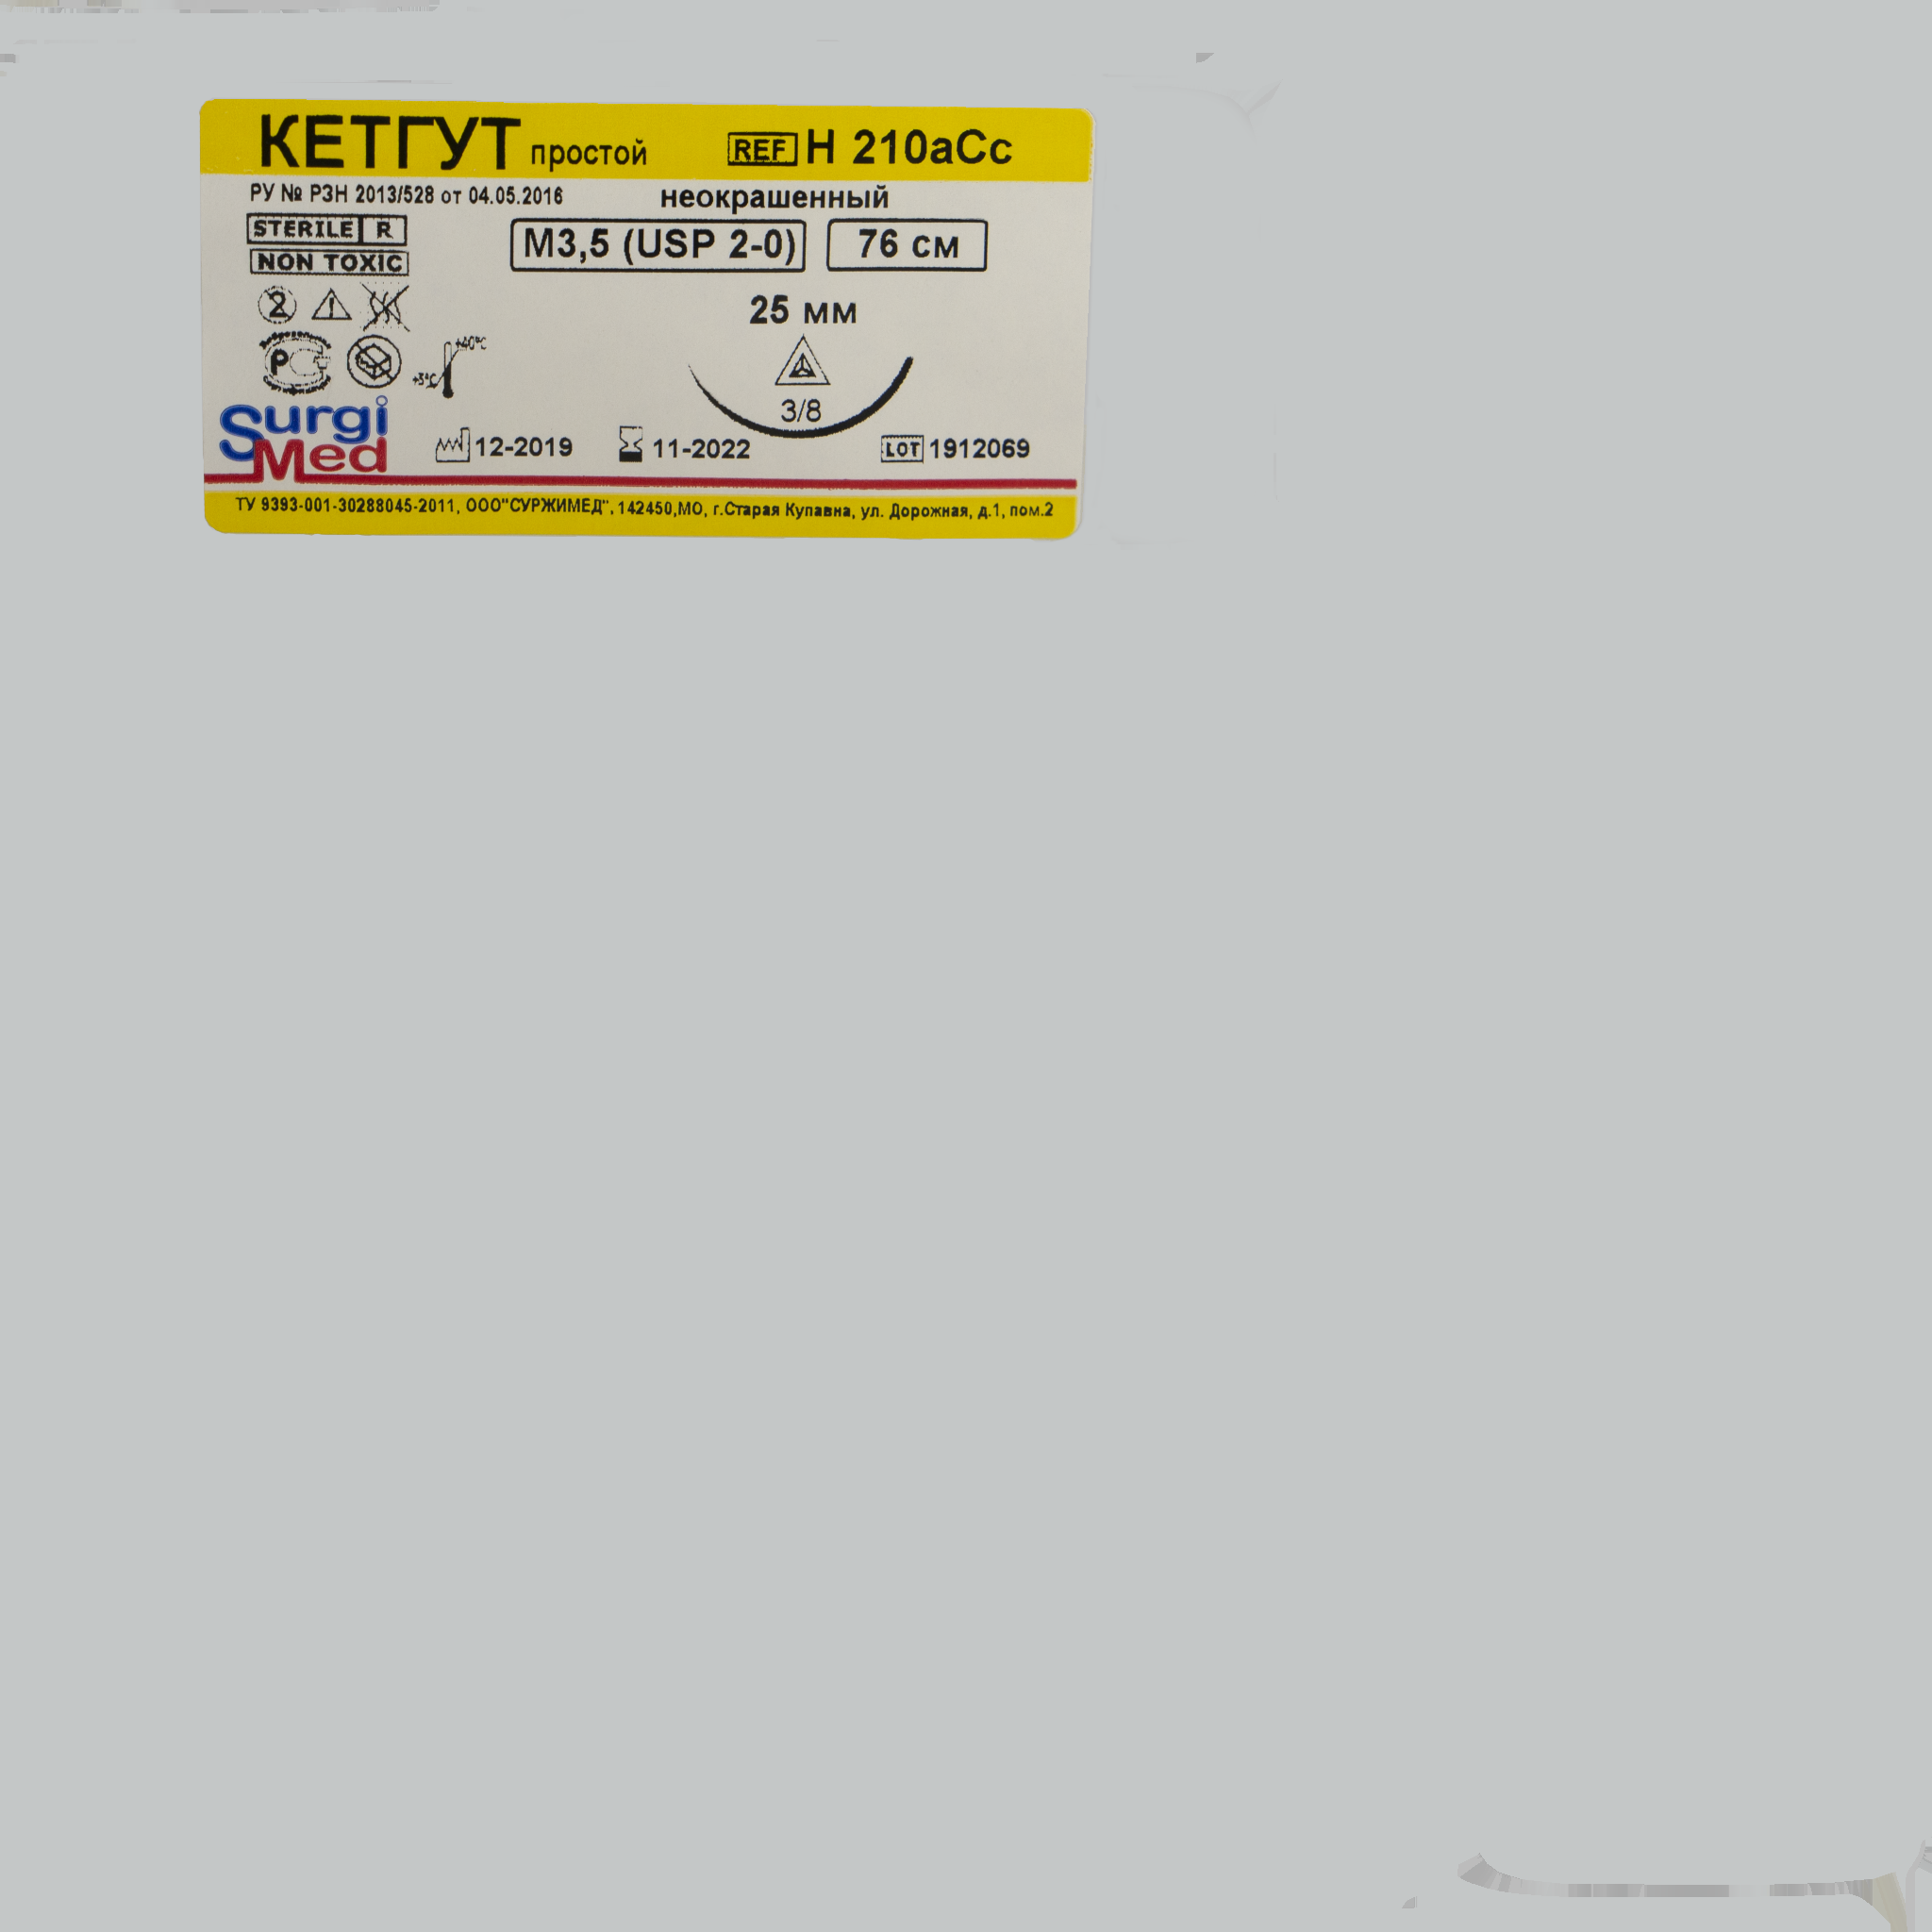 КЕТГУТ простой REF H 210aCc
РУ № РЗН 2013/528 от 04.05.2016 неокрашенный
STERILE R
M3,5 (USP 2-0) 76 см
NON TOXIC
25 мм
2
+40°C
РСТ
+5°C
3/8
Surgi
Med
12-2019 11-2022 LOT 1912069
ТУ 9393-001-30288045-2011, ООО"СУРЖИМЕД", 142450,МО, г.Старая Купавна, ул. Дорожная, д.1, пом.2